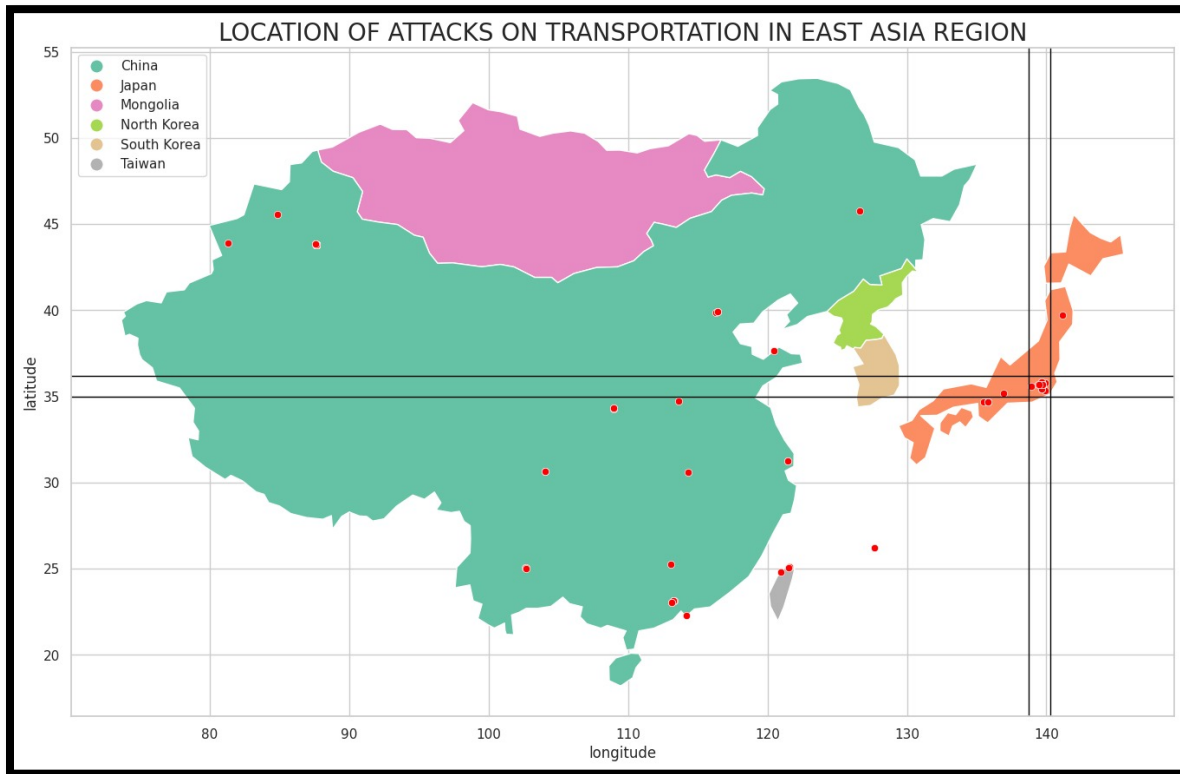 LOCATION OF ATTACKS ON TRANSPORTATION IN EAST ASIA REGION
China
Japan
Mongolia
North Korea
South Korea
Taiwan
55
50
45
40
35
30
25
20
latitude
80 90 100 110 120 130 140
longitude